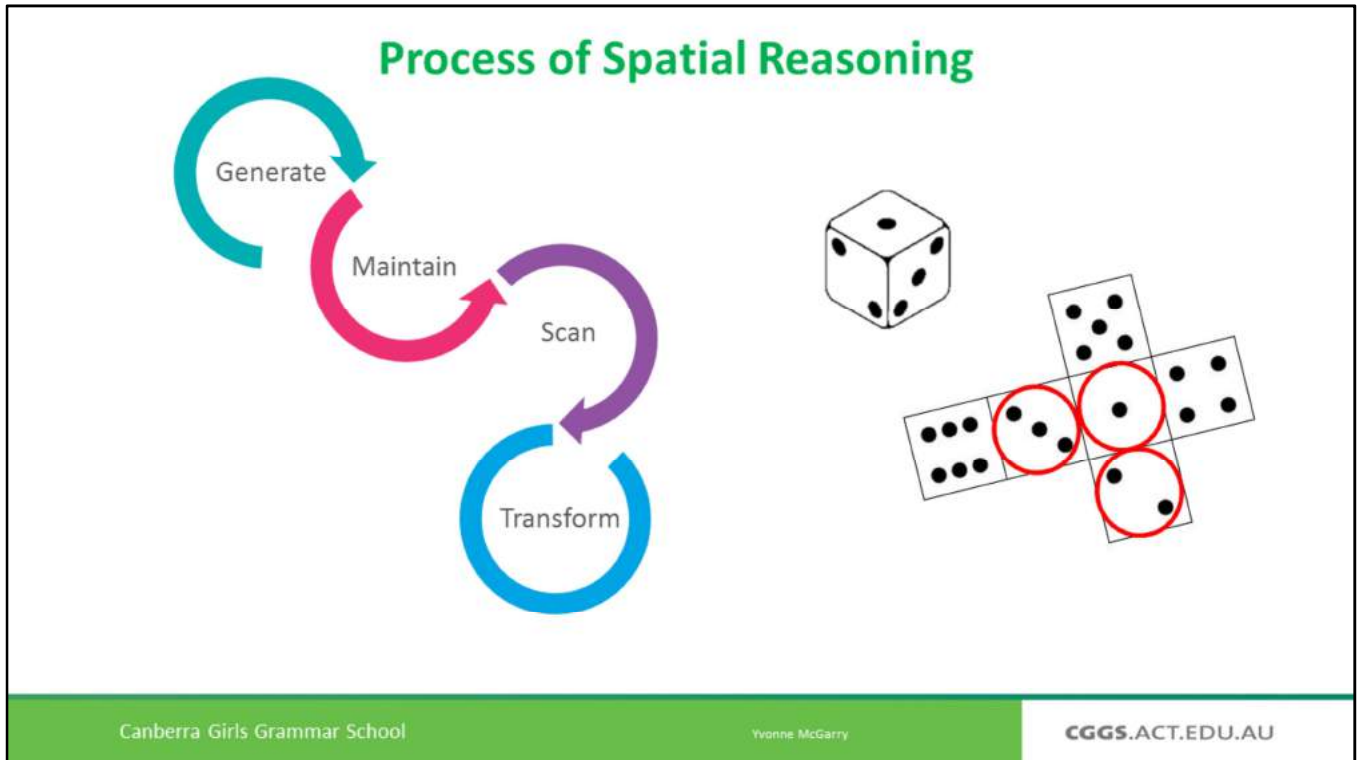 Process of Spatial Reasoning
Generate
Maintain
Scan
Transform
Canberra Girls Grammar School
Yvonne McGarry
CGGS.ACT.EDU.AU